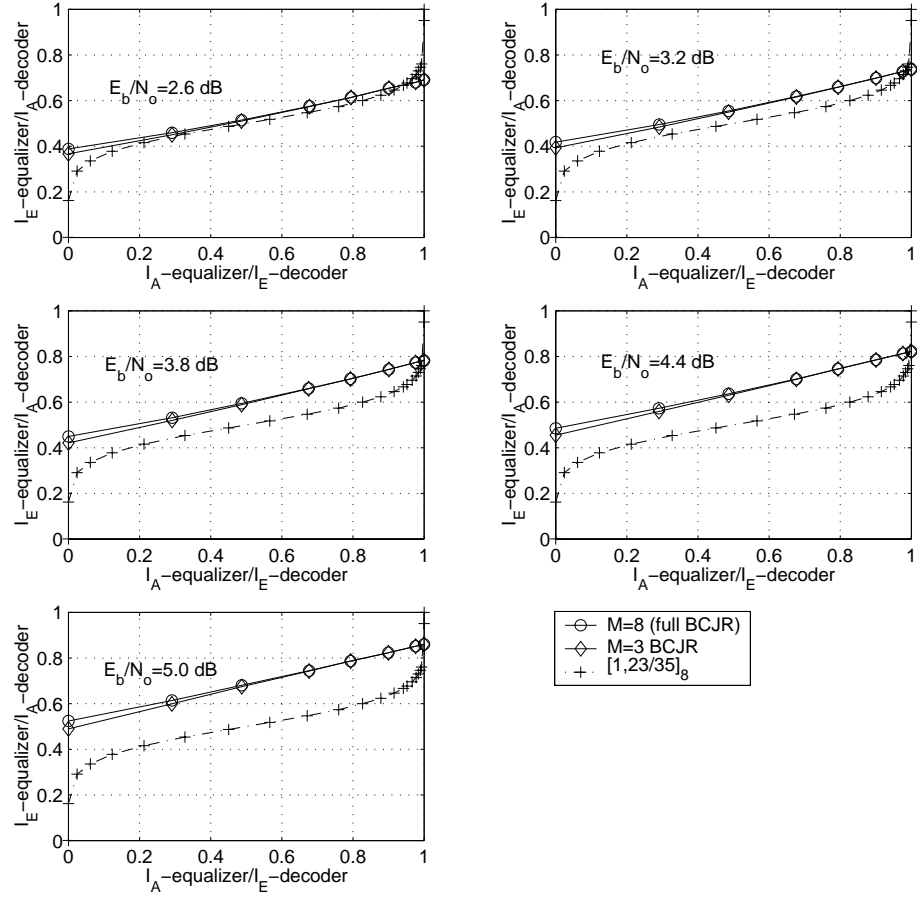 1
0.8
0.6
0.4
0.2
0
0 0.2 0.4 0.6 0.8 1
I_E−equalizer/I_A−decoder
I_A−equalizer/I_E−decoder
E_b/N_o=2.6 dB
1
0.8
0.6
0.4
0.2
0
0 0.2 0.4 0.6 0.8 1
I_E−equalizer/I_A−decoder
I_A−equalizer/I_E−decoder
E_b/N_o=3.2 dB
1
0.8
0.6
0.4
0.2
0
0 0.2 0.4 0.6 0.8 1
I_E−equalizer/I_A−decoder
I_A−equalizer/I_E−decoder
E_b/N_o=3.8 dB
1
0.8
0.6
0.4
0.2
0
0 0.2 0.4 0.6 0.8 1
I_E−equalizer/I_A−decoder
I_A−equalizer/I_E−decoder
E_b/N_o=4.4 dB
1
0.8
0.6
0.4
0.2
0
0 0.2 0.4 0.6 0.8 1
I_E−equalizer/I_A−decoder
I_A−equalizer/I_E−decoder
E_b/N_o=5.0 dB
M=8 (full BCJR)
M=3 BCJR
[1,23/35]_8